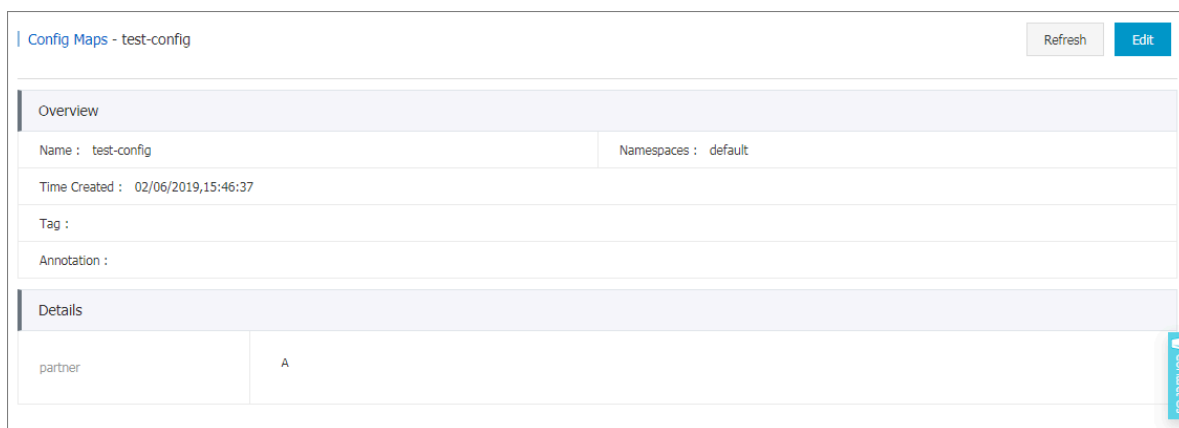 Config Maps - test-config
Refresh
Edit
Overview
Name : test-config
Namespaces : default
Time Created : 02/06/2019,15:46:37
Tag :
Annotation :
Details
partner
A